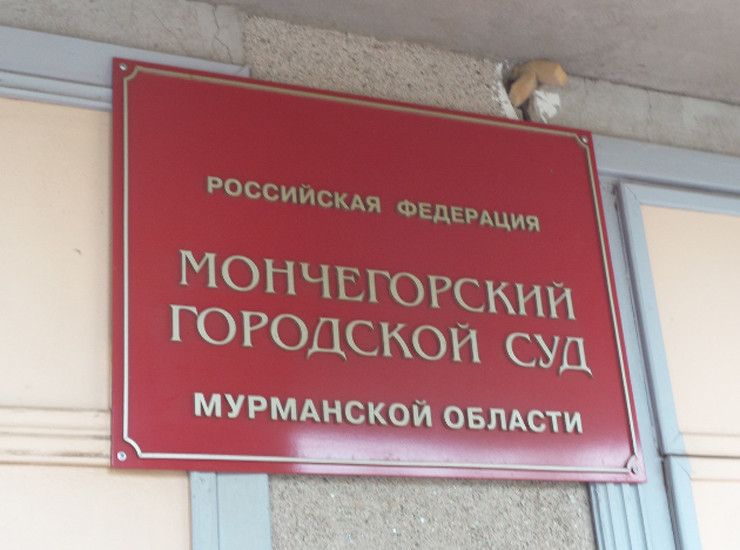 РОССИЙСКАЯ ФЕДЕРАЦИЯ
МОНЧЕГОРСКИЙ
ГОРОДСКОЙ СУД
МУРМАНСКОЙ ОБЛАСТИ